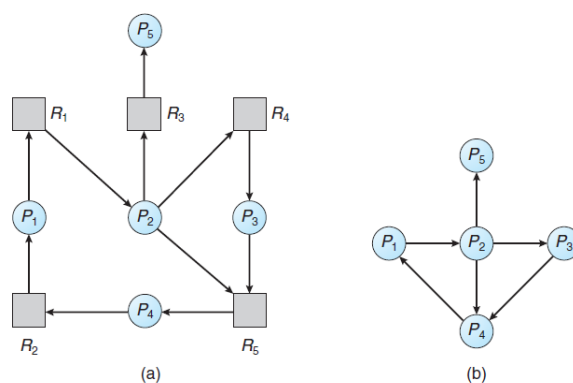 P₅
R₁ R₃ R₄
P₁ P₂ P₃
P₄
R₂ R₅
(a)
P₅
P₁ P₂ P₃
P₄
(b)